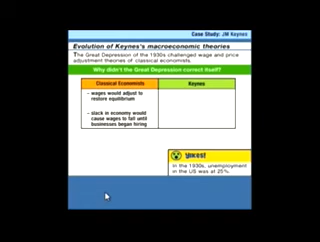 Case Study: JM Keynes
Evolution of Keynes's macroeconomic theories
The Great Depression of the 1930s challenged wage and price
adjustment theories of classical economists.
Why didn't the Great Depression correct itself?
Classical Economists
Keynes
- wages would adjust to
restore equilibrium
- slack in economy would
cause wages to fall until
businesses began hiring
Yikes!
in the 1930s, unemployment
in the US was at 25%.